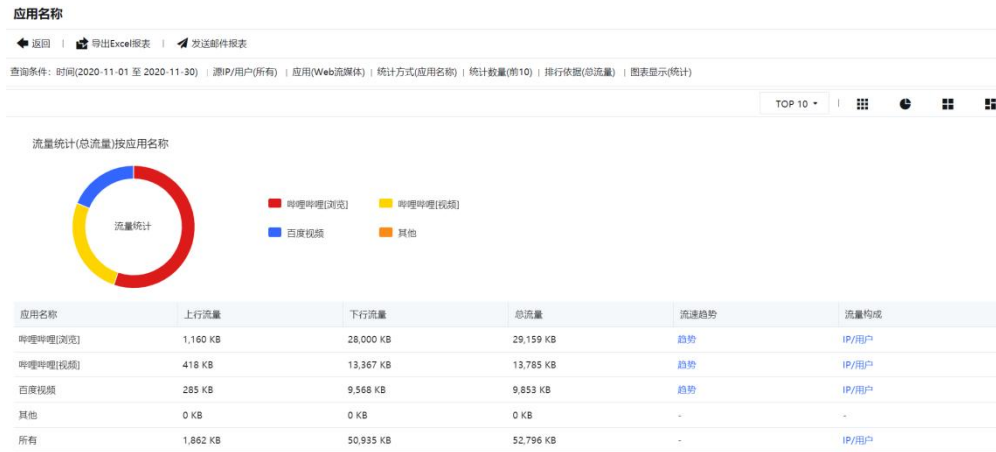 应用名称
返回 | 导出Excel报表 | 发送邮件报表
查询条件：时间(2020-11-01 至 2020-11-30) | 源IP/用户(所有) | 应用(Web流媒体) | 统计方式(应用名称) | 统计数量(前10) | 排行依据(总流量) | 图表显示(统计)
TOP 10
流量统计(总流量)按应用名称
流量统计
哔哩哔哩[浏览] 哔哩哔哩[视频]
百度视频 其他
应用名称 上行流量 下行流量 总流量 流速趋势 流量构成
哔哩哔哩[浏览] 1,160 KB 28,000 KB 29,159 KB 趋势 IP/用户
哔哩哔哩[视频] 418 KB 13,367 KB 13,785 KB 趋势 IP/用户
百度视频 285 KB 9,568 KB 9,853 KB 趋势 IP/用户
其他 0 KB 0 KB 0 KB - -
所有 1,862 KB 50,935 KB 52,796 KB - IP/用户